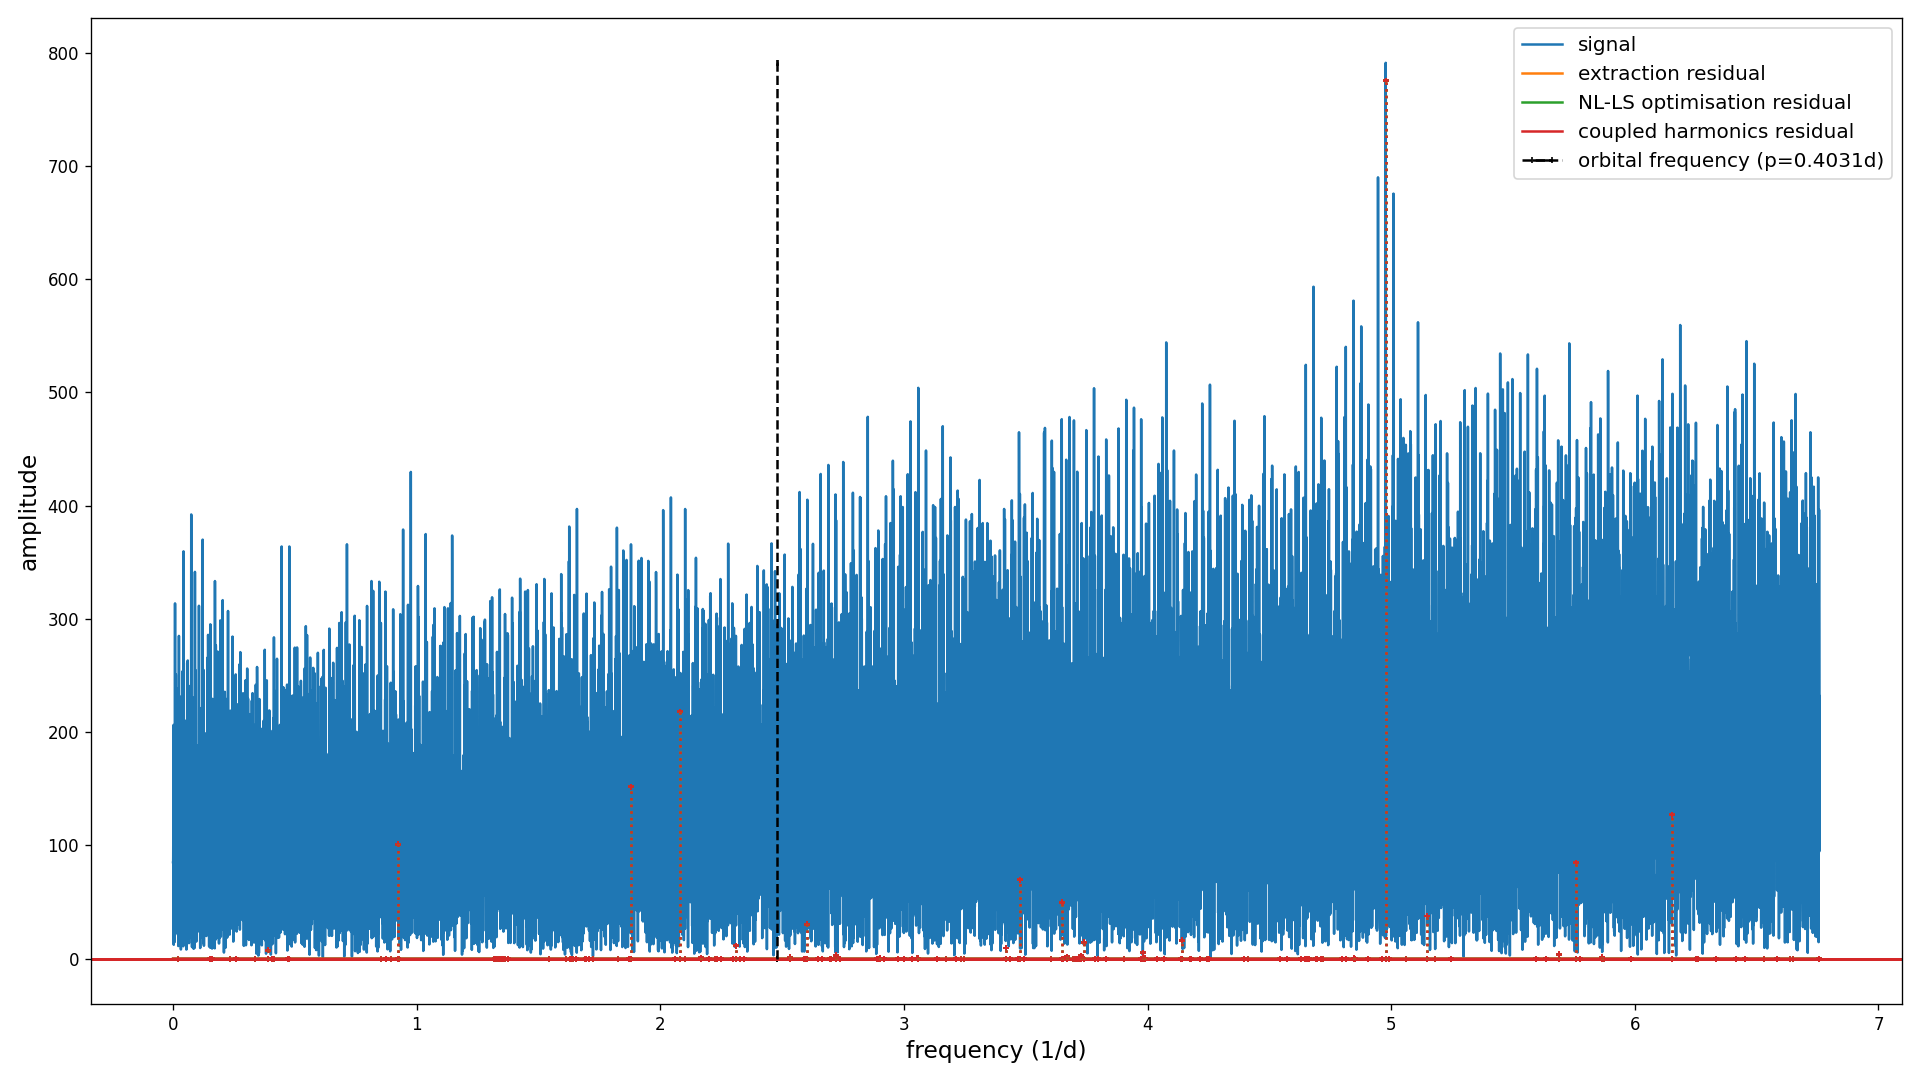 signal
extraction residual
NL-LS optimisation residual
coupled harmonics residual
orbital frequency (p=0.4031d)
amplitude
800
700
600
500
400
300
200
100
0
0 1 2 3 4 5 6 7
frequency (1/d)